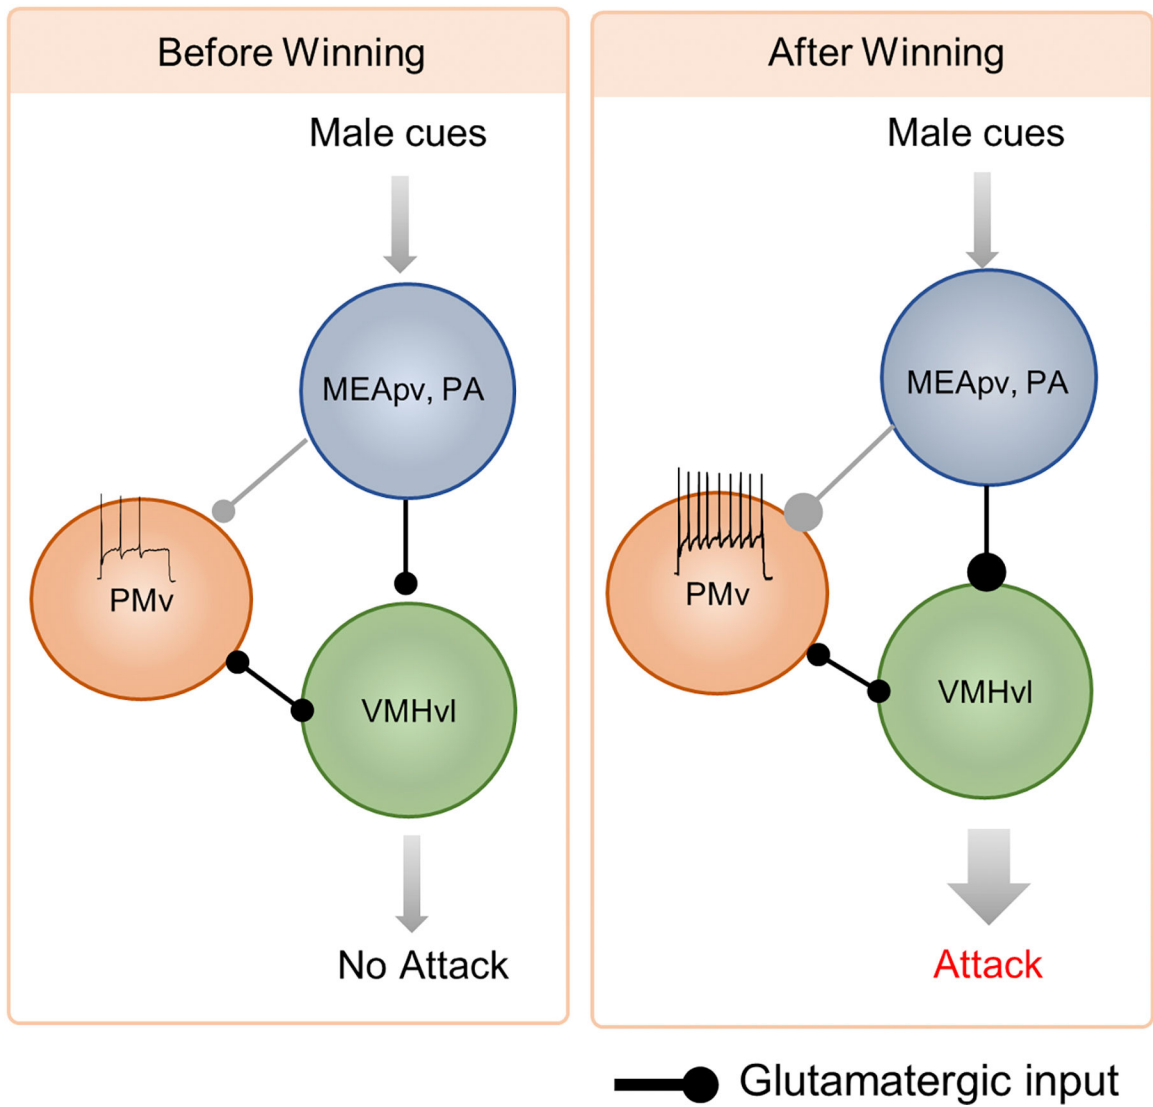 Before Winning
Male cues
MEApv, PA
PMv
VMHvl
No Attack
After Winning
Male cues
MEApv, PA
PMv
VMHvl
Attack
Glutamatergic input